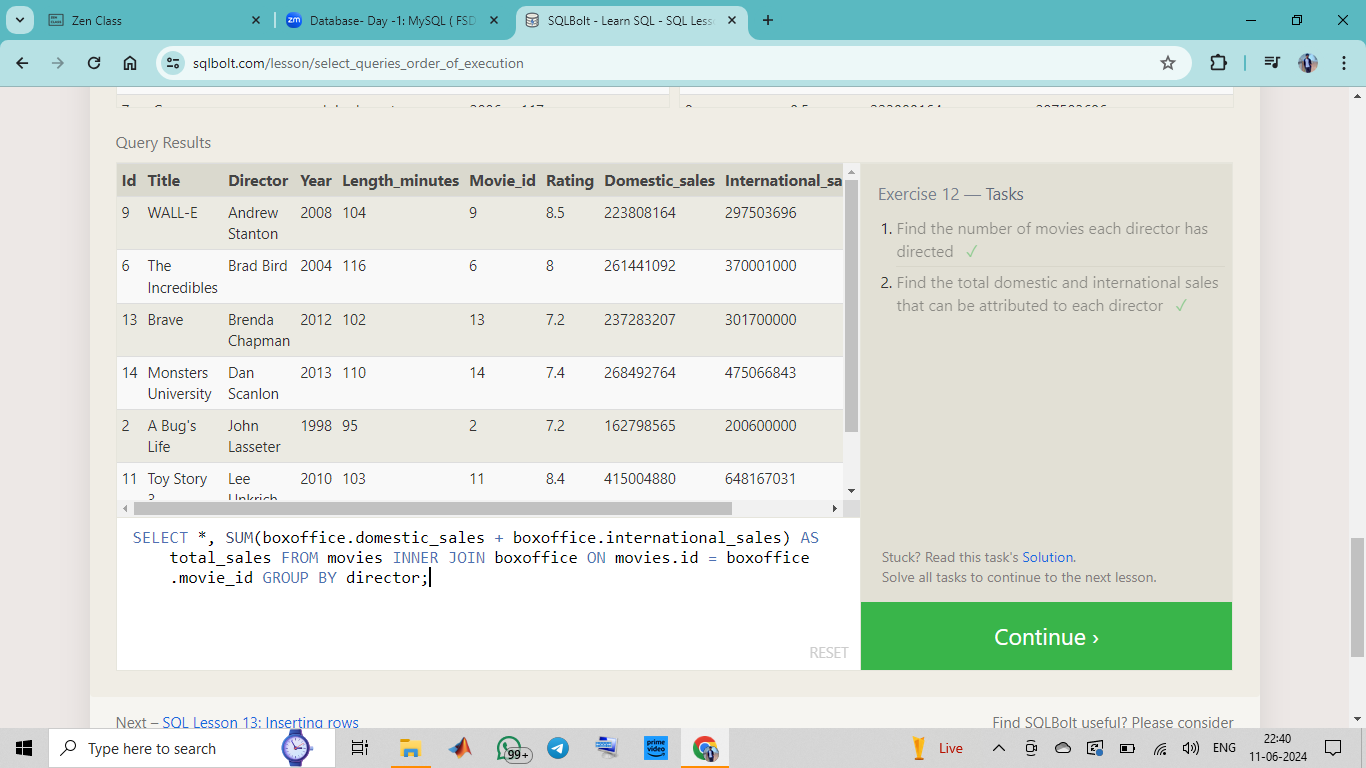 Zen Class
Database- Day -1: MySQL ( FSD
SQLBolt - Learn SQL - SQL Less
sqlbolt.com/lesson/select_queries_order_of_execution
Query Results
Id Title Director Year Length_minutes Movie_id Rating Domestic_sales International_sa
9 WALL-E Andrew Stanton 2008 104 9 8.5 223808164 297503696
6 The Incredibles Brad Bird 2004 116 6 8 261441092 370001000
13 Brave Brenda Chapman 2012 102 13 7.2 237283207 301700000
14 Monsters University Dan Scanlon 2013 110 14 7.4 268492764 475066843
2 A Bug's Life John Lasseter 1998 95 2 7.2 162798565 200600000
11 Toy Story 3 Lee Unkrich 2010 103 11 8.4 415004880 648167031
Exercise 12 — Tasks
1. Find the number of movies each director has
directed ✓
2. Find the total domestic and international sales
that can be attributed to each director ✓
SELECT *, SUM(boxoffice.domestic_sales + boxoffice.international_sales) AS
total_sales FROM movies INNER JOIN boxoffice ON movies.id = boxoffice
.movie_id GROUP BY director;
RESET
Stuck? Read this task's Solution.
Solve all tasks to continue to the next lesson.
Continue ›
Next – SQL Lesson 13: Inserting rows
Find SQLBolt useful? Please consider
Type here to search
99+
prime video
Live
ENG
22:40
11-06-2024